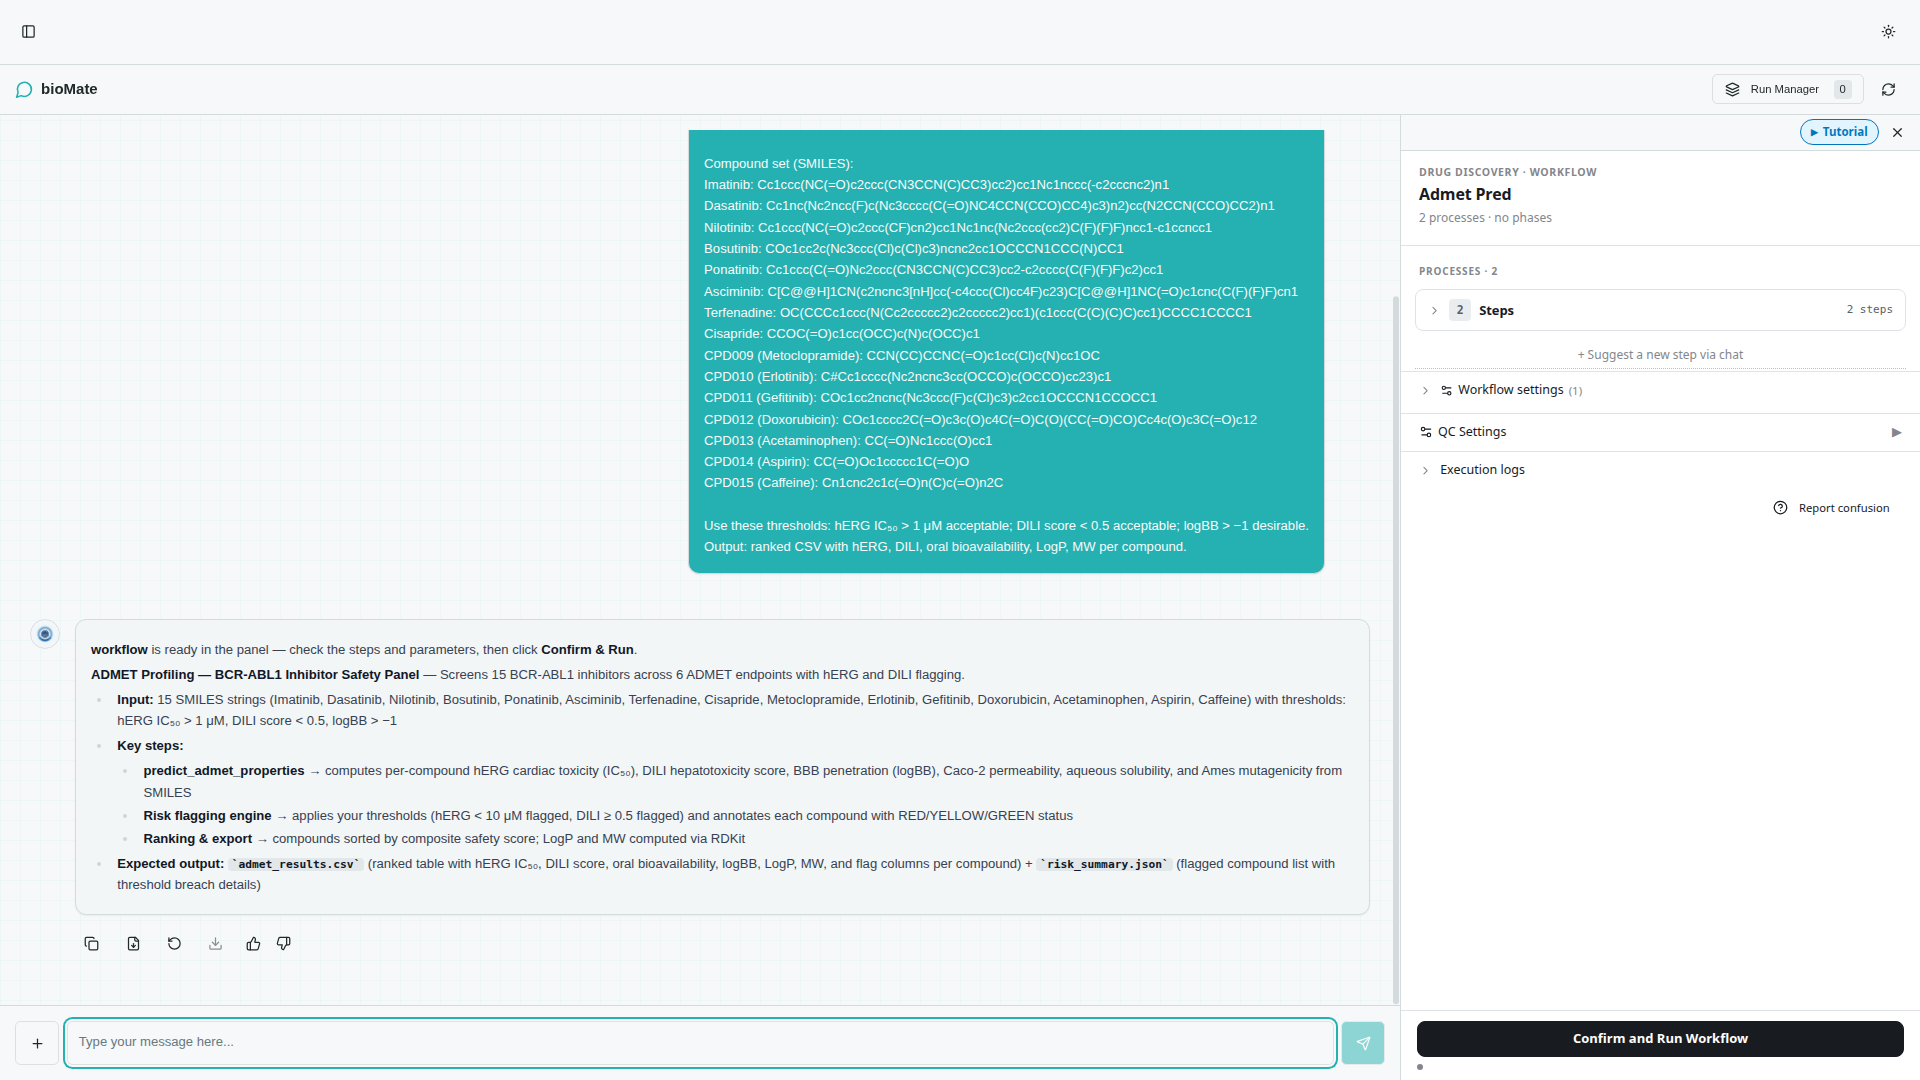 bioMate
Run Manager 0
▶ Tutorial
Compound set (SMILES):
Imatinib: Cc1ccc(NC(=O)c2ccc(CN3CCN(C)CC3)cc2)cc1Nc1nccc(-c2cccnc2)n1
Dasatinib: Cc1nc(Nc2ncc(F)c(Nc3cccc(C(=O)NC4CCN(CCO)CC4)c3)n2)cc(N2CCN(CCO)CC2)n1
Nilotinib: Cc1ccc(NC(=O)c2ccc(CF)cn2)cc1Nc1nc(Nc2ccc(cc2)C(F)(F)F)ncc1-c1ccncc1
Bosutinib: COc1cc2c(Nc3ccc(Cl)c(Cl)c3)ncnc2cc1OCCCN1CCC(N)CC1
Ponatinib: Cc1ccc(C(=O)Nc2ccc(CN3CCN(C)CC3)cc2-c2cccc(C(F)(F)F)c2)cc1
Asciminib: C[C@@H]1CN(c2ncnc3[nH]cc(-c4ccc(Cl)cc4F)c23)C[C@@H]1NC(=O)c1cnc(C(F)(F)F)cn1
Terfenadine: OC(CCCc1ccc(N(Cc2ccccc2)c2ccccc2)cc1)(c1ccc(C(C)(C)C)cc1)CCCC1CCCC1
Cisapride: CCOC(=O)c1cc(OCC)c(N)c(OCC)c1
CPD009 (Metoclopramide): CCN(CC)CCNC(=O)c1cc(Cl)c(N)cc1OC
CPD010 (Erlotinib): C#Cc1cccc(Nc2ncnc3cc(OCCO)c(OCCO)cc23)c1
CPD011 (Gefitinib): COc1cc2ncnc(Nc3ccc(F)c(Cl)c3)c2cc1OCCCN1CCOCC1
CPD012 (Doxorubicin): COc1cccc2C(=O)c3c(O)c4C(=O)C(O)(CC(=O)CO)Cc4c(O)c3C(=O)c12
CPD013 (Acetaminophen): CC(=O)Nc1ccc(O)cc1
CPD014 (Aspirin): CC(=O)Oc1ccccc1C(=O)O
CPD015 (Caffeine): Cn1cnc2c1c(=O)n(C)c(=O)n2C
Use these thresholds: hERG IC₅₀ > 1 μM acceptable; DILI score < 0.5 acceptable; logBB > −1 desirable.
Output: ranked CSV with hERG, DILI, oral bioavailability, LogP, MW per compound.
workflow is ready in the panel — check the steps and parameters, then click Confirm & Run.
ADMET Profiling — BCR-ABL1 Inhibitor Safety Panel — Screens 15 BCR-ABL1 inhibitors across 6 ADMET endpoints with hERG and DILI flagging.
Input: 15 SMILES strings (Imatinib, Dasatinib, Nilotinib, Bosutinib, Ponatinib, Asciminib, Terfenadine, Cisapride, Metoclopramide, Erlotinib, Gefitinib, Doxorubicin, Acetaminophen, Aspirin, Caffeine) with thresholds:
hERG IC₅₀ > 1 μM, DILI score < 0.5, logBB > −1
Key steps:
predict_admet_properties → computes per-compound hERG cardiac toxicity (IC₅₀), DILI hepatotoxicity score, BBB penetration (logBB), Caco-2 permeability, aqueous solubility, and Ames mutagenicity from
SMILES
Risk flagging engine → applies your thresholds (hERG < 10 μM flagged, DILI ≥ 0.5 flagged) and annotates each compound with RED/YELLOW/GREEN status
Ranking & export → compounds sorted by composite safety score; LogP and MW computed via RDKit
Expected output: `admet_results.csv` (ranked table with hERG IC₅₀, DILI score, oral bioavailability, logBB, LogP, MW, and flag columns per compound) + `risk_summary.json` (flagged compound list with
threshold breach details)
Type your message here...
DRUG DISCOVERY · WORKFLOW
Admet Pred
2 processes · no phases
PROCESSES · 2
2 Steps 2 steps
+ Suggest a new step via chat
Workflow settings (1)
QC Settings ▶
Execution logs
Report confusion
Confirm and Run Workflow